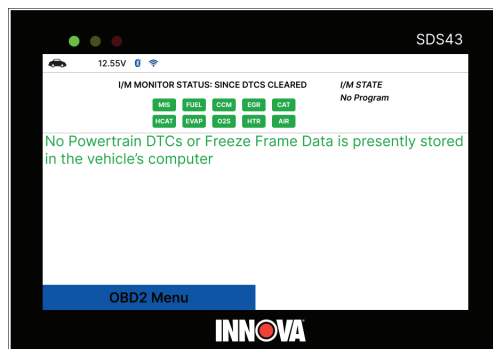 SDS43
12.55V
I/M MONITOR STATUS: SINCE DTCS CLEARED
I/M STATE
No Program
MIS FUEL CCM EGR CAT
HCAT EVAP O2S HTR AIR
No Powertrain DTCs or Freeze Frame Data is presently stored
in the vehicle's computer
OBD2 Menu
INNOVA